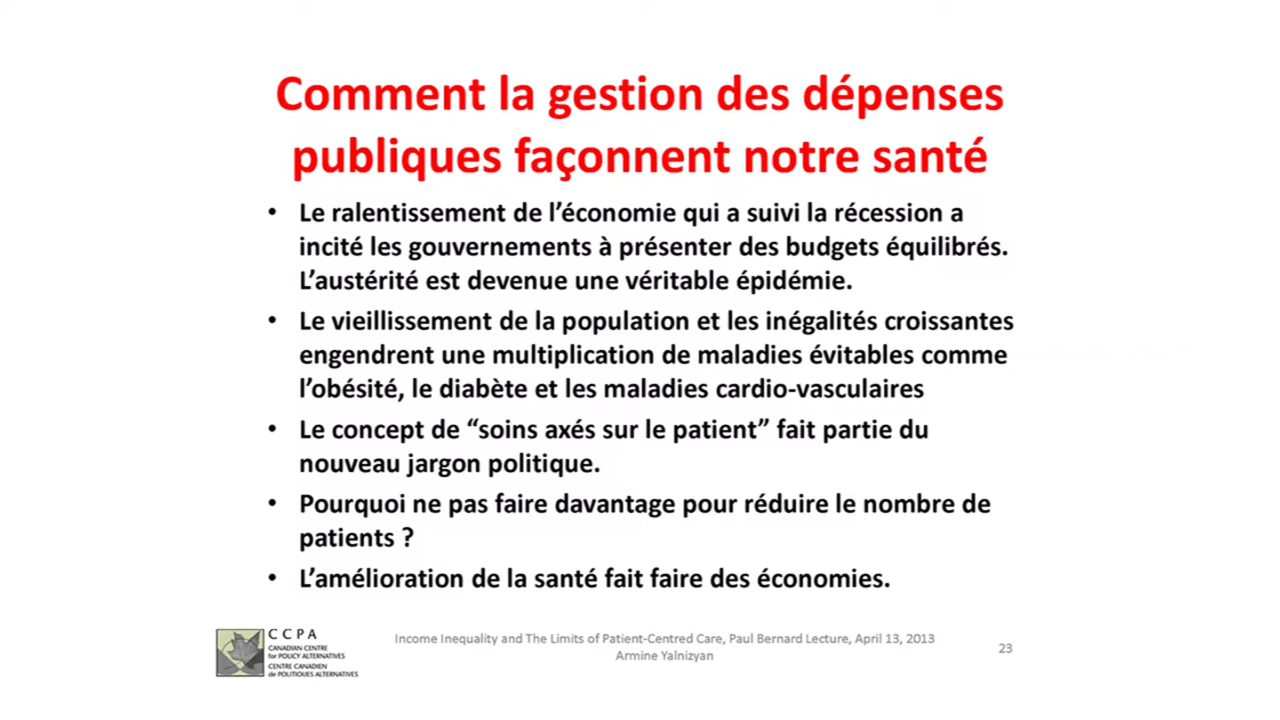 Comment la gestion des dépenses
publiques façonnent notre santé
• Le ralentissement de l’économie qui a suivi la récession a
incité les gouvernements à présenter des budgets équilibrés.
L’austérité est devenue une véritable épidémie.
• Le vieillissement de la population et les inégalités croissantes
engendrent une multiplication de maladies évitables comme
l’obésité, le diabète et les maladies cardio-vasculaires
• Le concept de “soins axés sur le patient” fait partie du
nouveau jargon politique.
• Pourquoi ne pas faire davantage pour réduire le nombre de
patients ?
• L’amélioration de la santé fait faire des économies.
CCPA
CANADIAN CENTRE
for POLICY ALTERNATIVES
CENTRE CANADIEN
de POLITIQUES ALTERNATIVES
Income Inequality and The Limits of Patient-Centred Care, Paul Bernard Lecture, April 13, 2013
Armine Yalnizyan
23